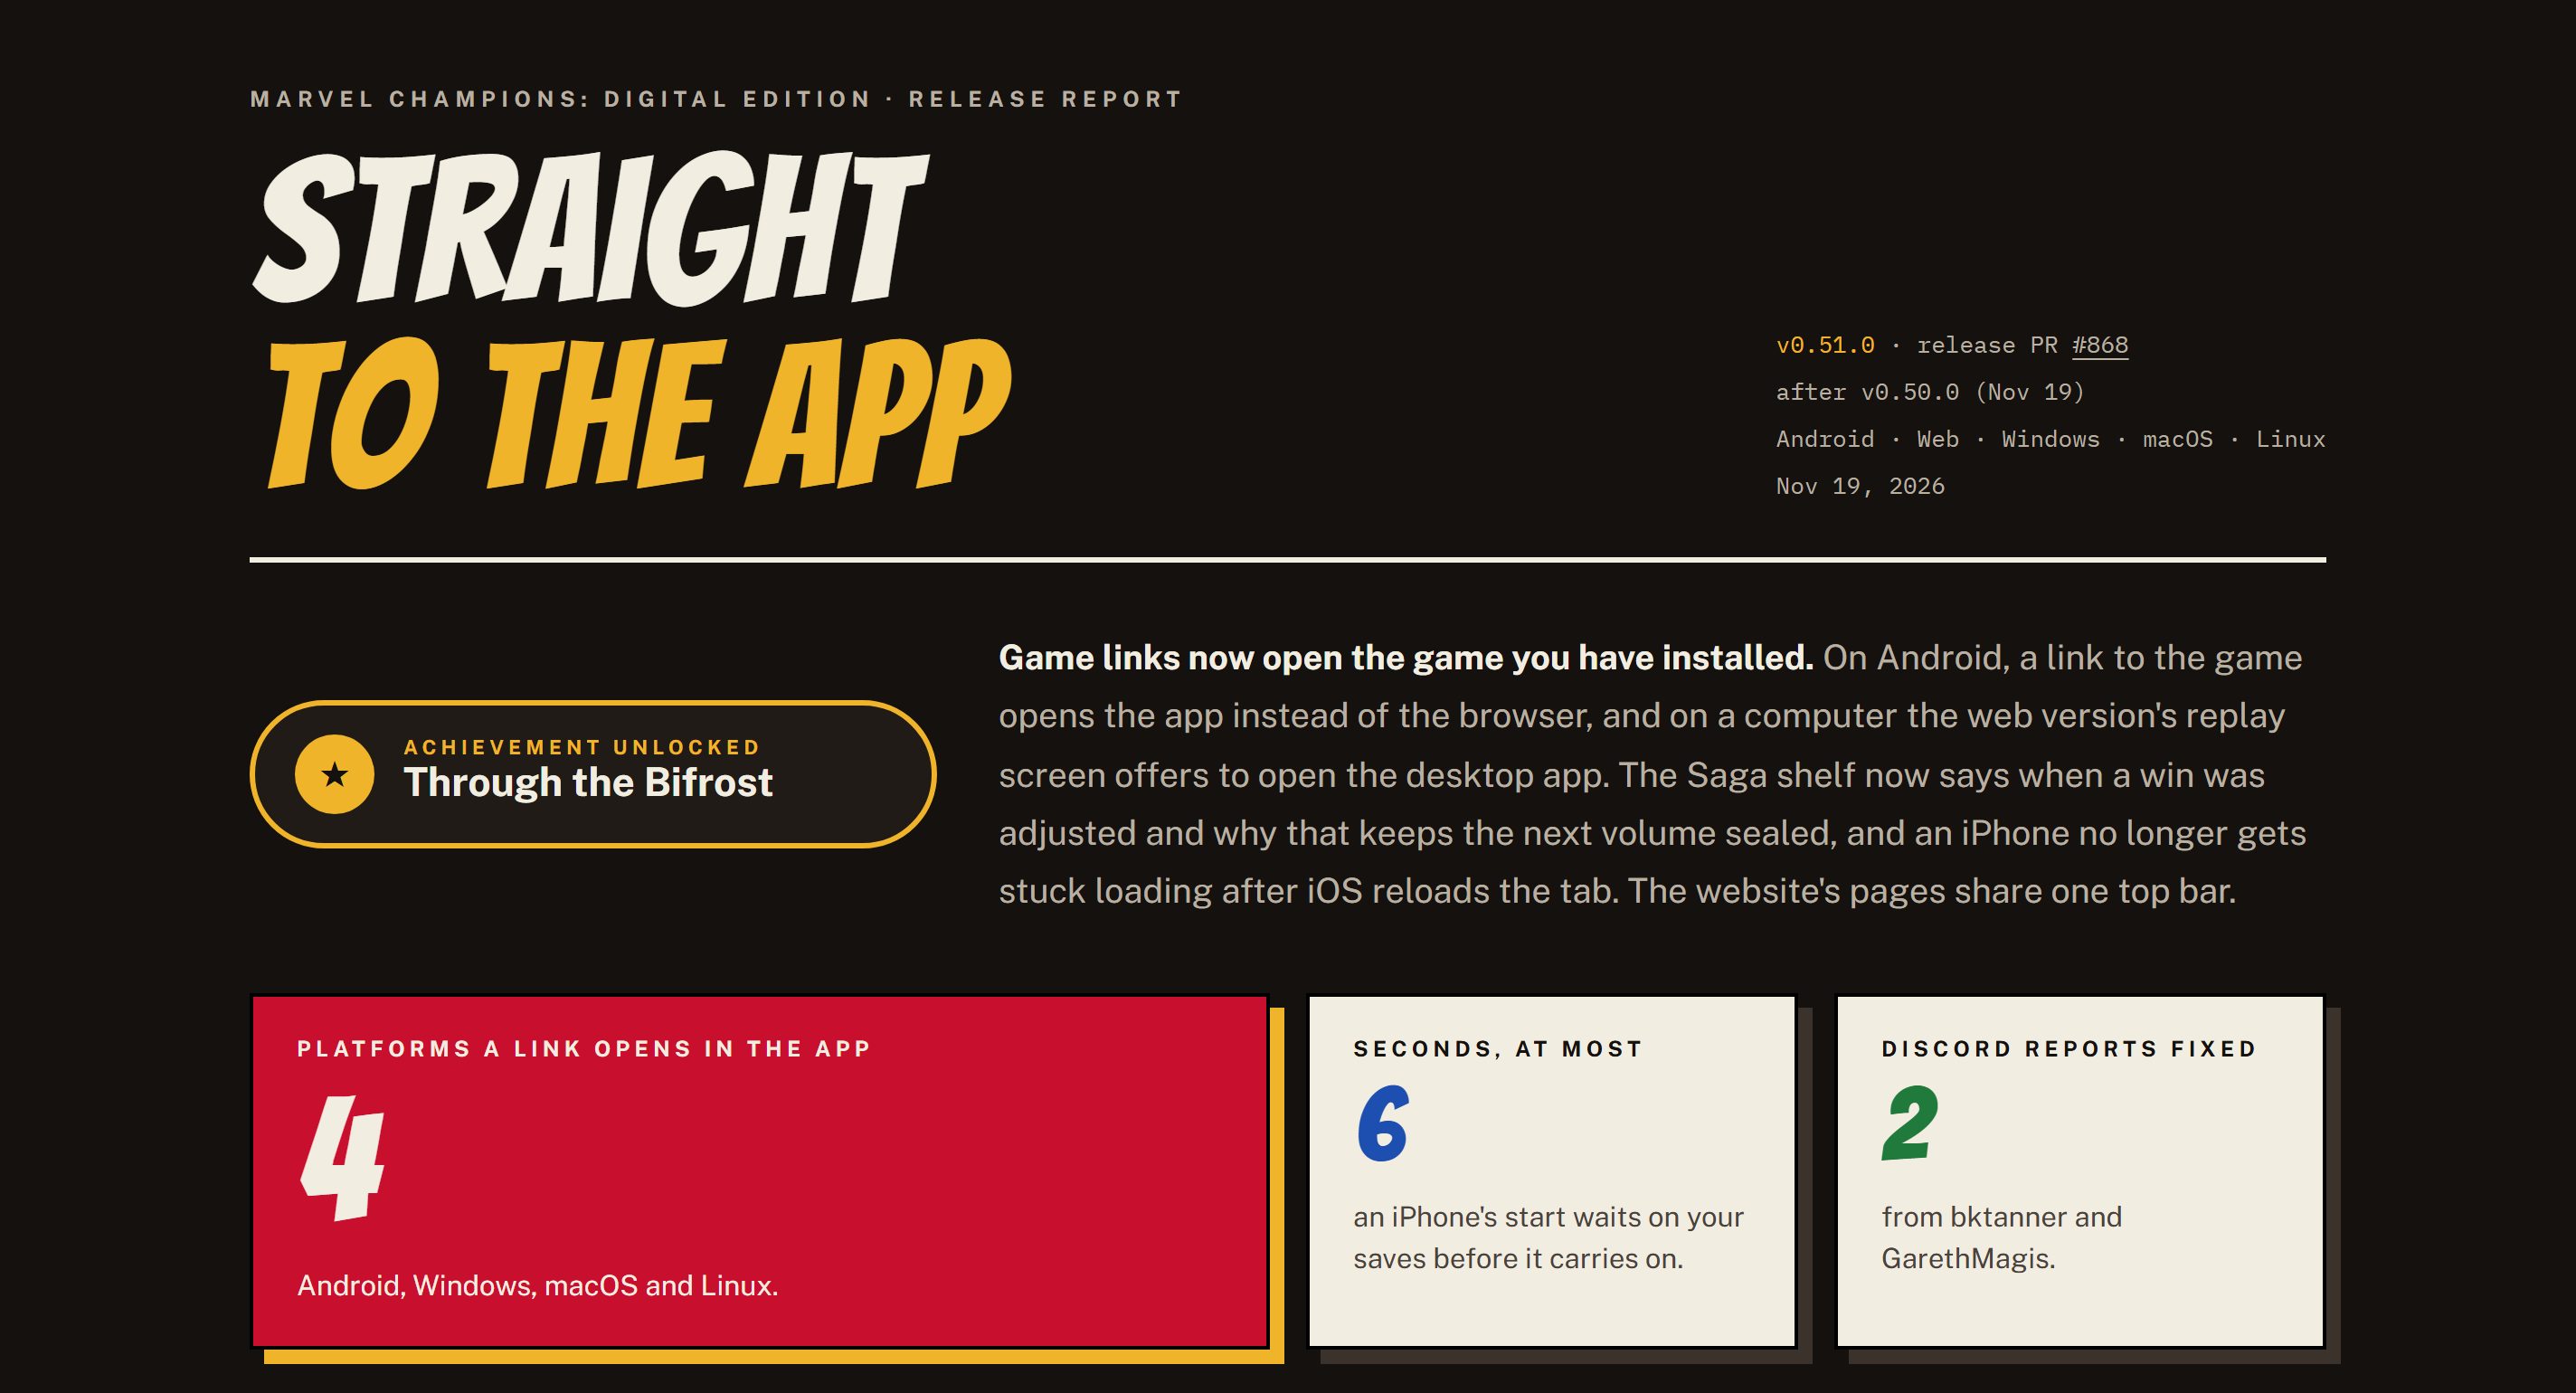 MARVEL CHAMPIONS: DIGITAL EDITION · RELEASE REPORT
STRAIGHT
TO THE APP
v0.51.0 · release PR #868
after v0.50.0 (Nov 19)
Android · Web · Windows · macOS · Linux
Nov 19, 2026
ACHIEVEMENT UNLOCKED
Through the Bifrost
Game links now open the game you have installed. On Android, a link to the game
opens the app instead of the browser, and on a computer the web version's replay
screen offers to open the desktop app. The Saga shelf now says when a win was
adjusted and why that keeps the next volume sealed, and an iPhone no longer gets
stuck loading after iOS reloads the tab. The website's pages share one top bar.
PLATFORMS A LINK OPENS IN THE APP
4
Android, Windows, macOS and Linux.
SECONDS, AT MOST
6
an iPhone's start waits on your
saves before it carries on.
DISCORD REPORTS FIXED
2
from bktanner and
GarethMagis.